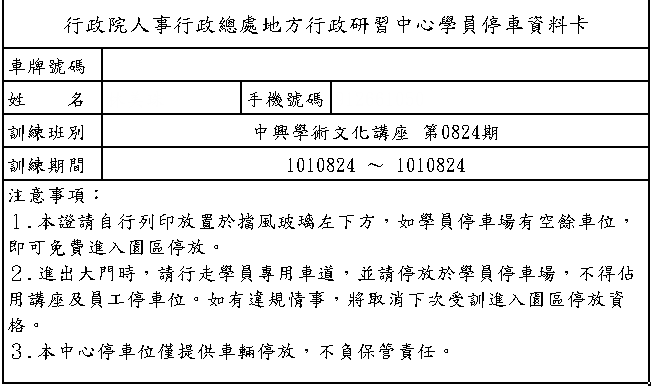 行政院人事行政總處地方行政研習中心學員停車資料卡
車牌號碼
姓　　名　　手機號碼
訓練班別　　中興學術文化講座 第0824期
訓練期間　　1010824 ～ 1010824
注意事項：
１.本證請自行列印放置於擋風玻璃左下方，如學員停車場有空餘車位，
即可免費進入園區停放。
２.進出大門時，請行走學員專用車道，並請停放於學員停車場，不得佔
用講座及員工停車位。如有違規情事，將取消下次受訓進入園區停放資
格。
３.本中心停車位僅提供車輛停放，不負保管責任。